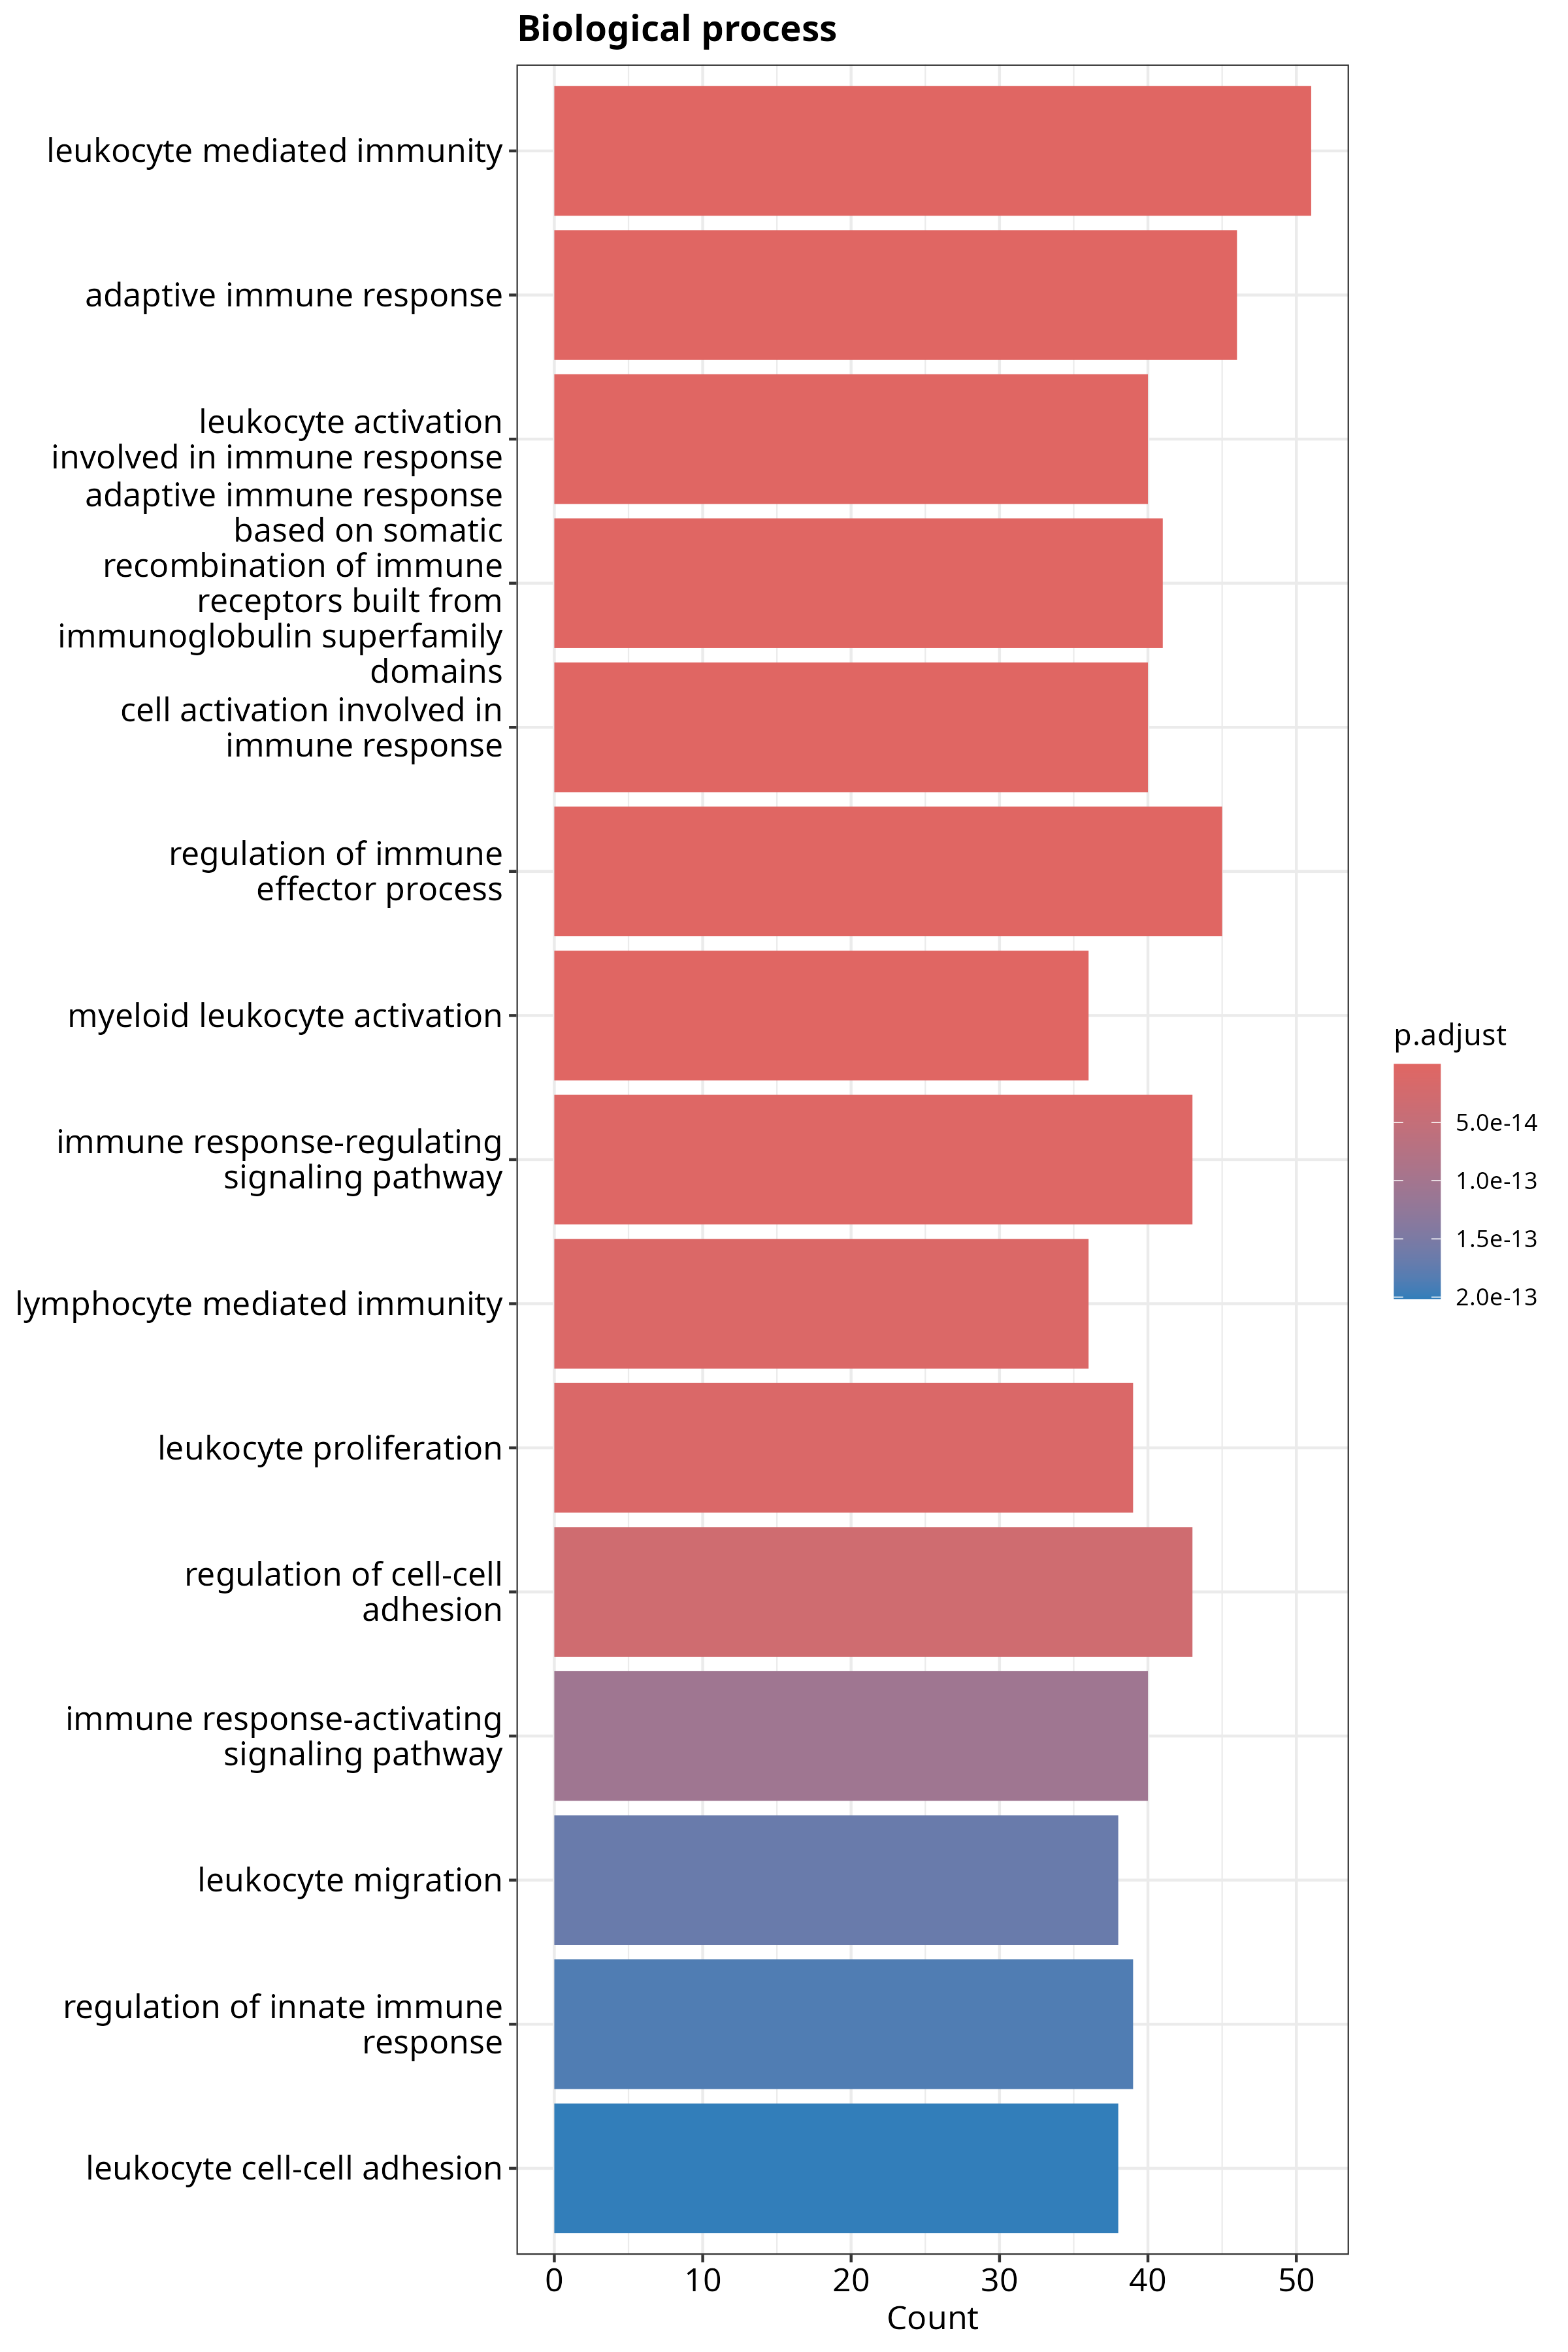 Biological process
leukocyte mediated immunity
adaptive immune response
leukocyte activation
involved in immune response
adaptive immune response
based on somatic
recombination of immune
receptors built from
immunoglobulin superfamily
domains
cell activation involved in
immune response
regulation of immune
effector process
myeloid leukocyte activation
immune response-regulating
signaling pathway
lymphocyte mediated immunity
leukocyte proliferation
regulation of cell-cell
adhesion
immune response-activating
signaling pathway
leukocyte migration
regulation of innate immune
response
leukocyte cell-cell adhesion
0 10 20 30 40 50
Count
p.adjust
5.0e-14
1.0e-13
1.5e-13
2.0e-13